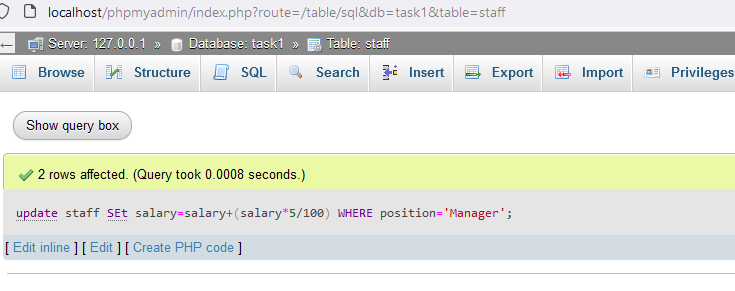 localhost/phpmyadmin/index.php?route=/table/sql&db=task1&table=staff
Server: 127.0.0.1 » Database: task1 » Table: staff
Browse Structure SQL Search Insert Export Import Privileges
Show query box
2 rows affected. (Query took 0.0008 seconds.)
update staff SEt salary=salary+(salary*5/100) WHERE position='Manager';
[ Edit inline ] [ Edit ] [ Create PHP code ]